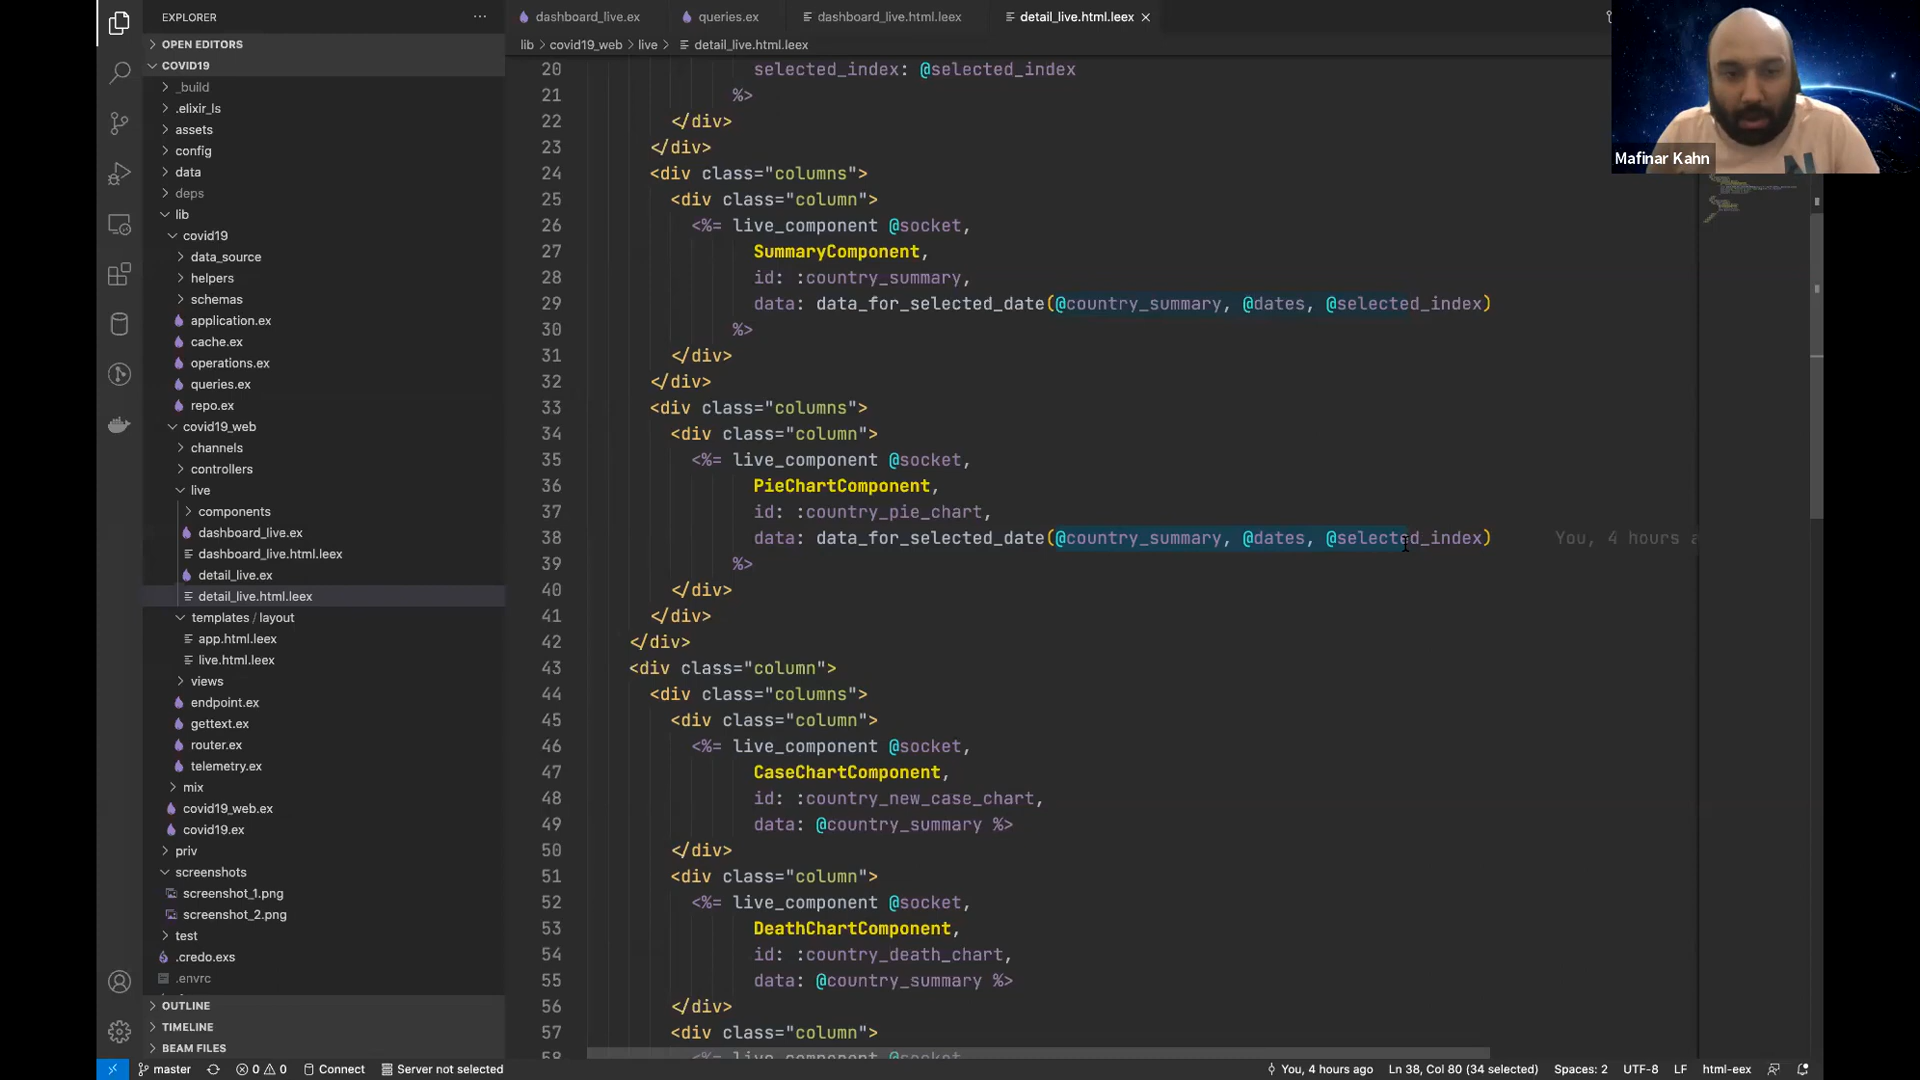 EXPLORER
OPEN EDITORS
COVID19
_build
.elixir_ls
assets
config
data
deps
lib
covid19
data_source
helpers
schemas
application.ex
cache.ex
operations.ex
queries.ex
repo.ex
covid19_web
channels
controllers
live
components
dashboard_live.ex
dashboard_live.html.leex
detail_live.ex
detail_live.html.leex
templates / layout
app.html.leex
live.html.leex
views
endpoint.ex
gettext.ex
router.ex
telemetry.ex
mix
covid19_web.ex
covid19.ex
priv
screenshots
screenshot_1.png
screenshot_2.png
test
.credo.exs
.envrc
OUTLINE
TIMELINE
BEAM FILES
dashboard_live.ex queries.ex dashboard_live.html.leex detail_live.html.leex
lib > covid19_web > live > detail_live.html.leex
20 selected_index: @selected_index
21 %>
22 </div>
23 </div>
24 <div class="columns">
25 <div class="column">
26 <%= live_component @socket,
27 SummaryComponent,
28 id: :country_summary,
29 data: data_for_selected_date(@country_summary, @dates, @selected_index)
30 %>
31 </div>
32 </div>
33 <div class="columns">
34 <div class="column">
35 <%= live_component @socket,
36 PieChartComponent,
37 id: :country_pie_chart,
38 data: data_for_selected_date(@country_summary, @dates, @selected_index) You, 4 hours a
39 %>
40 </div>
41 </div>
42 </div>
43 <div class="column">
44 <div class="columns">
45 <div class="column">
46 <%= live_component @socket,
47 CaseChartComponent,
48 id: :country_new_case_chart,
49 data: @country_summary %>
50 </div>
51 <div class="column">
52 <%= live_component @socket,
53 DeathChartComponent,
54 id: :country_death_chart,
55 data: @country_summary %>
56 </div>
57 <div class="column">
58 <%= live_component @socket
Mafinar Kahn
master 0 0 Connect Server not selected You, 4 hours ago Ln 38, Col 80 (34 selected) Spaces: 2 UTF-8 LF html-eex